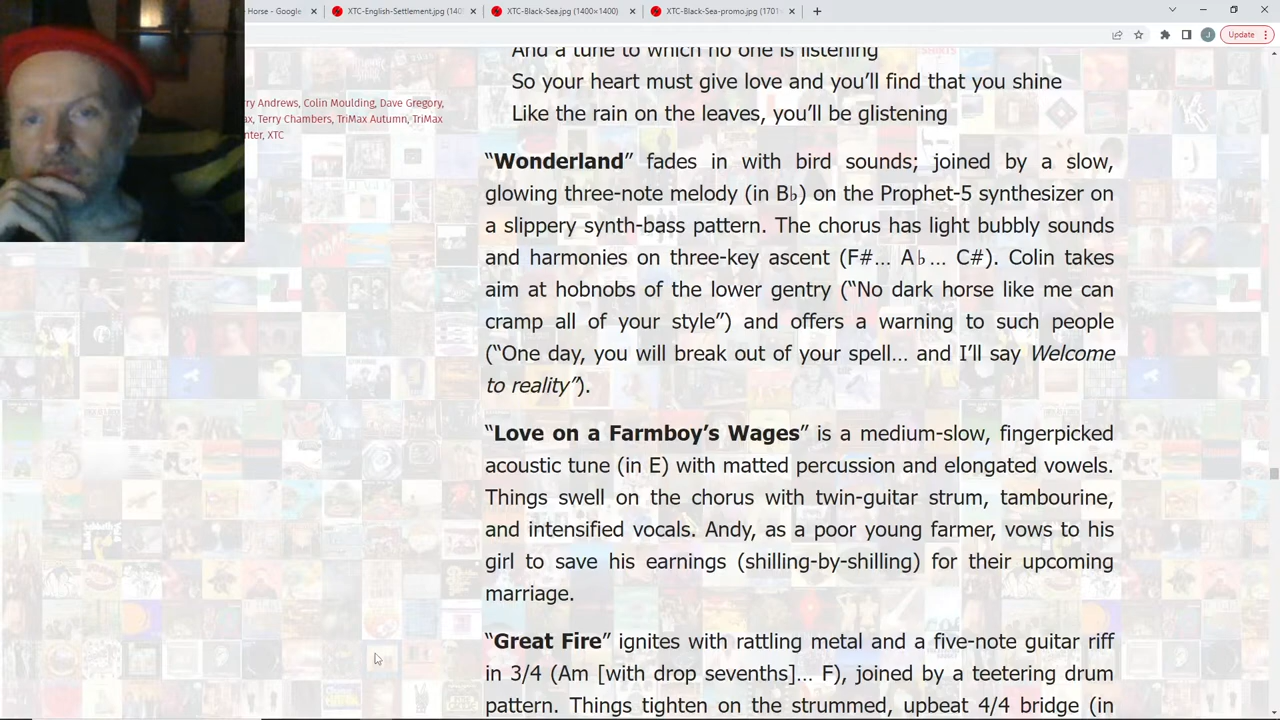 Horse - Google
XTC-English-Settlement.jpg (140
XTC-Black-Sea.jpg (1400×1400)
XTC-Black-Sea-promo.jpg (1701
Update
J
And a tune to which no one is listening
So your heart must give love and you’ll find that you shine
Like the rain on the leaves, you’ll be glistening
ry Andrews, Colin Moulding, Dave Gregory,
ax, Terry Chambers, TriMax Autumn, TriMax
nter, XTC
“Wonderland” fades in with bird sounds; joined by a slow,
glowing three-note melody (in B♭) on the Prophet-5 synthesizer on
a slippery synth-bass pattern. The chorus has light bubbly sounds
and harmonies on three-key ascent (F#… A♭… C#). Colin takes
aim at hobnobs of the lower gentry (“No dark horse like me can
cramp all of your style”) and offers a warning to such people
(“One day, you will break out of your spell… and I’ll say Welcome
to reality”).
“Love on a Farmboy’s Wages” is a medium-slow, fingerpicked
acoustic tune (in E) with matted percussion and elongated vowels.
Things swell on the chorus with twin-guitar strum, tambourine,
and intensified vocals. Andy, as a poor young farmer, vows to his
girl to save his earnings (shilling-by-shilling) for their upcoming
marriage.
“Great Fire” ignites with rattling metal and a five-note guitar riff
in 3/4 (Am [with drop sevenths]… F), joined by a teetering drum
pattern. Things tighten on the strummed, upbeat 4/4 bridge (in